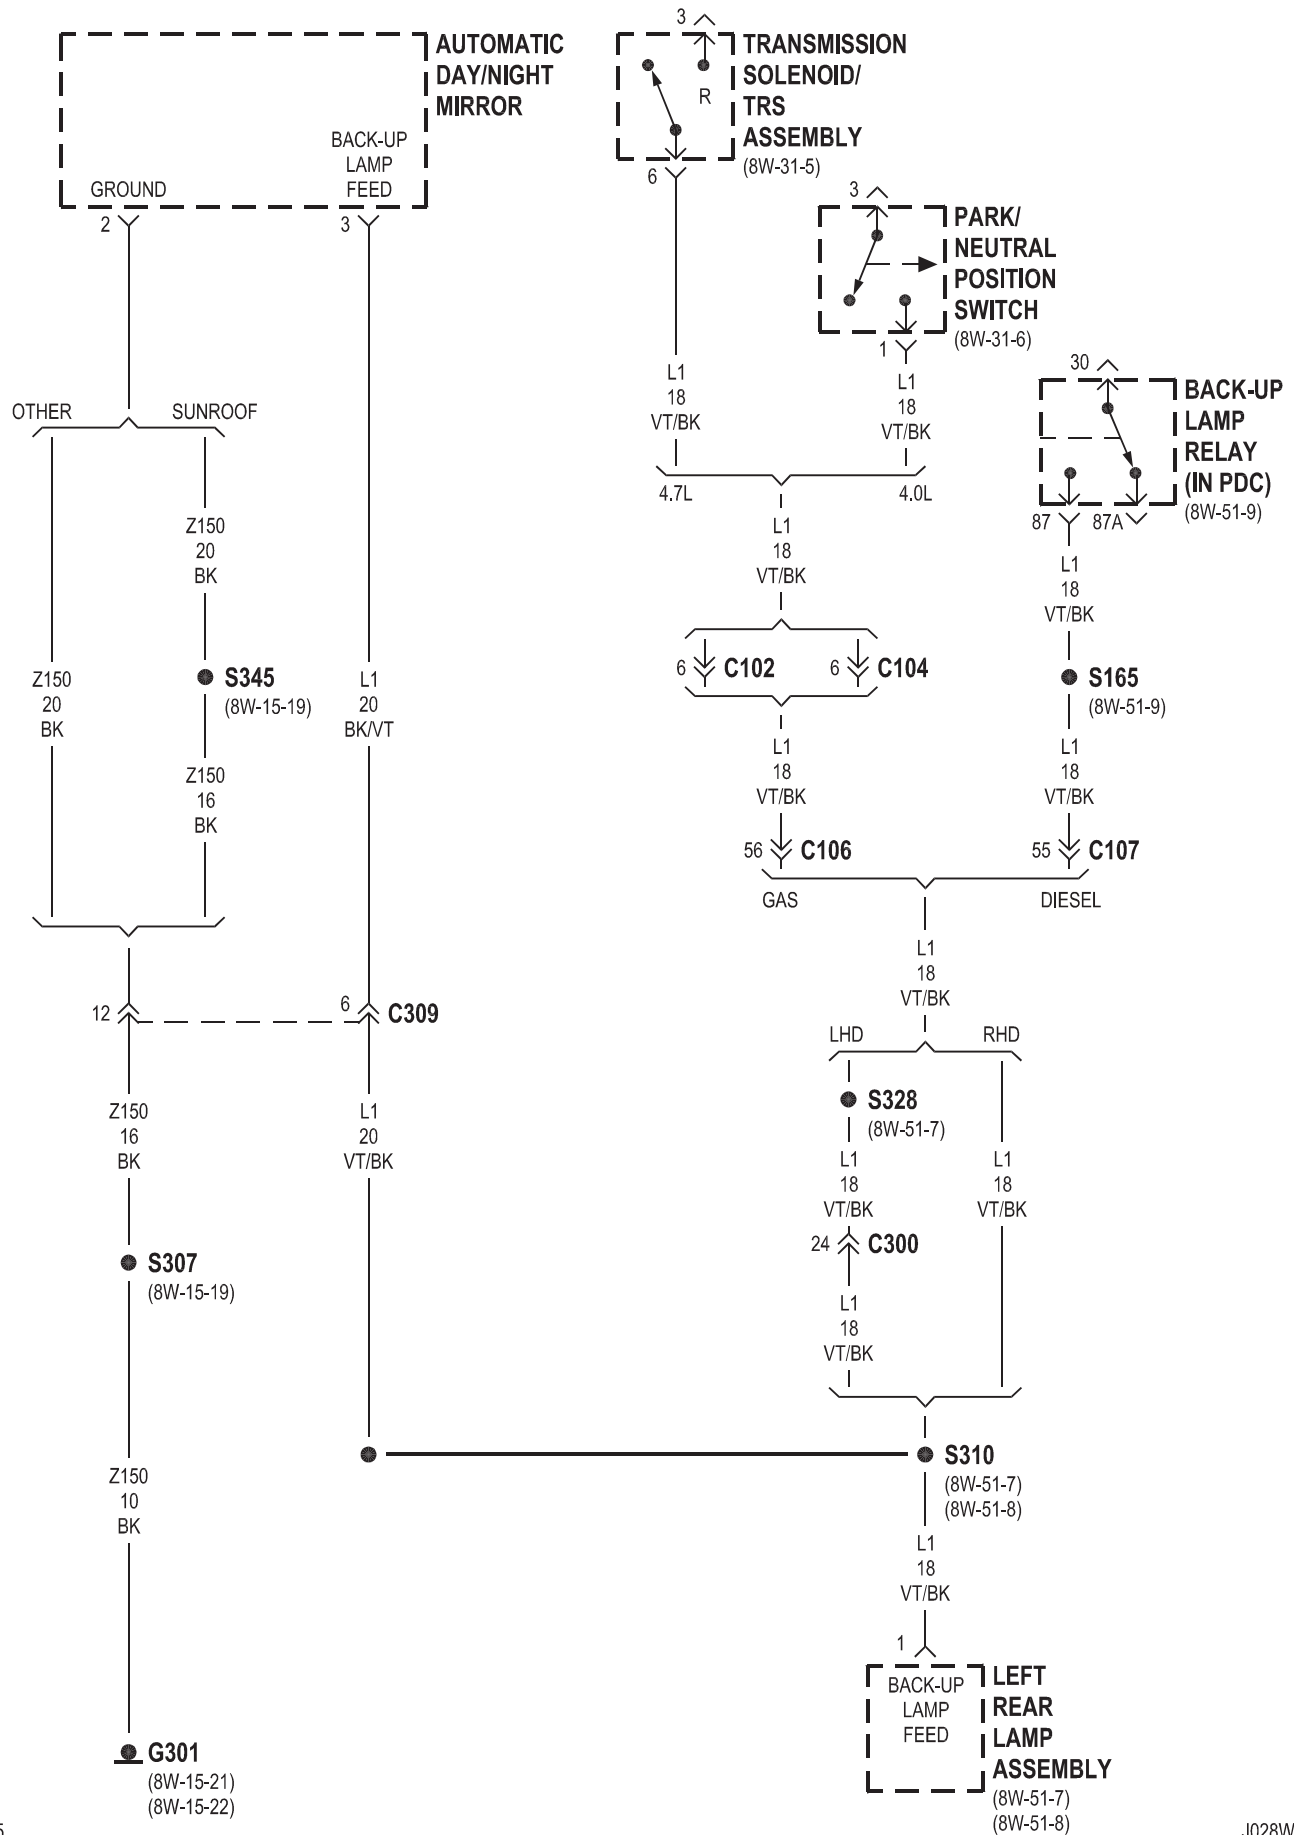 AUTOMATIC
DAY/NIGHT
MIRROR
BACK-UP
LAMP
FEED
GROUND
2
3
3
TRANSMISSION
SOLENOID/
TRS
ASSEMBLY
(8W-31-5)
R
6
3
PARK/
NEUTRAL
POSITION
SWITCH
(8W-31-6)
1
30
BACK-UP
LAMP
RELAY
(IN PDC)
(8W-51-9)
87
87A
L1
18
VT/BK
L1
18
VT/BK
4.7L
4.0L
OTHER
SUNROOF
Z150
20
BK
L1
18
VT/BK
L1
18
VT/BK
6
C102
6
C104
S345
(8W-15-19)
S165
(8W-51-9)
Z150
20
BK
L1
20
BK/VT
Z150
16
BK
L1
18
VT/BK
L1
18
VT/BK
56
C106
55
C107
GAS
DIESEL
L1
18
VT/BK
12
6
C309
LHD
RHD
S328
(8W-51-7)
Z150
16
BK
L1
20
VT/BK
L1
18
VT/BK
L1
18
VT/BK
24
C300
S307
(8W-15-19)
L1
18
VT/BK
S310
(8W-51-7)
(8W-51-8)
Z150
10
BK
L1
18
VT/BK
1
BACK-UP
LAMP
FEED
LEFT
REAR
LAMP
ASSEMBLY
(8W-51-7)
(8W-51-8)
G301
(8W-15-21)
(8W-15-22)
J028W